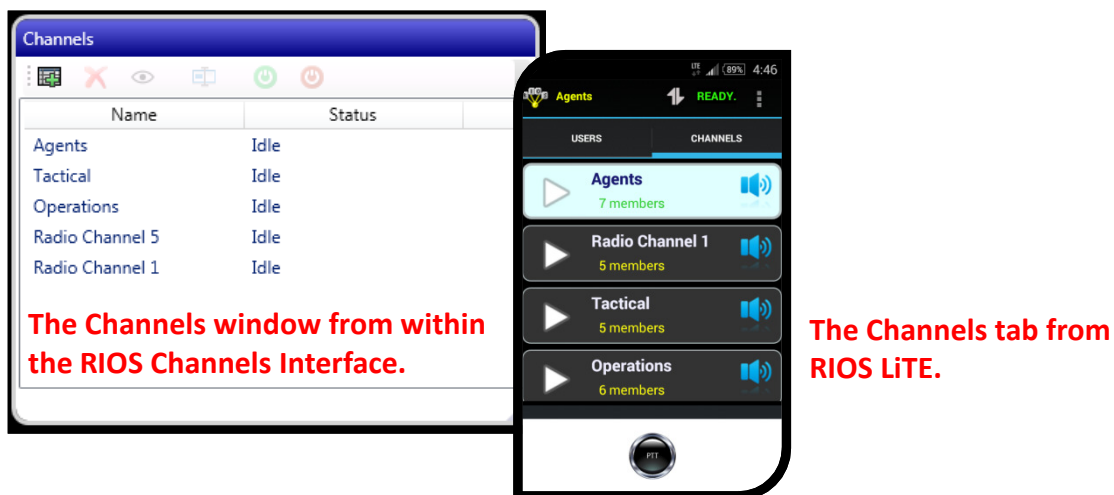 Channels
Name Status
Agents Idle
Tactical Idle
Operations Idle
Radio Channel 5 Idle
Radio Channel 1 Idle
The Channels window from within
the RIOS Channels Interface.
LTE 89% 4:46
Agents READY.
USERS CHANNELS
Agents
7 members
Radio Channel 1
5 members
Tactical
5 members
Operations
6 members
PTT
The Channels tab from
RIOS LiTE.